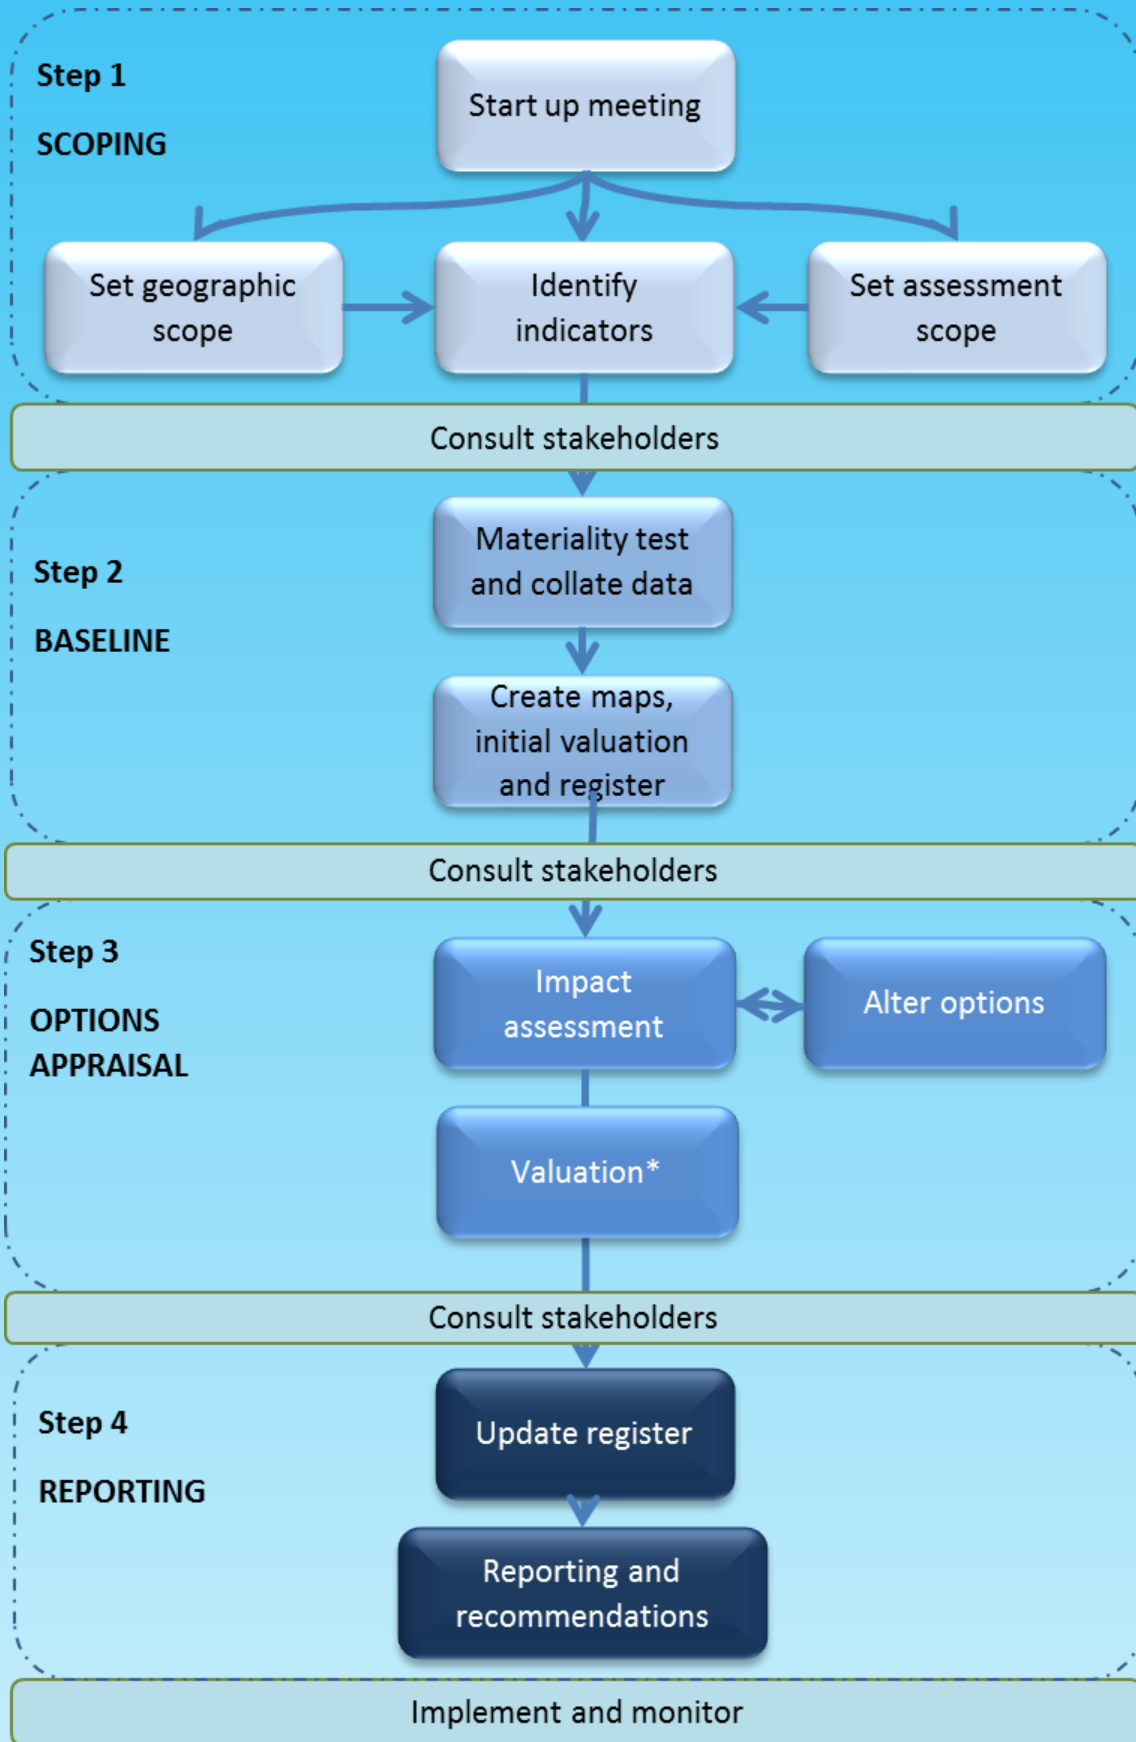 Step 1
SCOPING
Start up meeting
Set geographic
scope
Identify
indicators
Set assessment
scope
Consult stakeholders
Step 2
BASELINE
Materiality test
and collate data
Create maps,
initial valuation
and register
Consult stakeholders
Step 3
OPTIONS
APPRAISAL
Impact
assessment
Alter options
Valuation*
Consult stakeholders
Step 4
REPORTING
Update register
Reporting and
recommendations
Implement and monitor